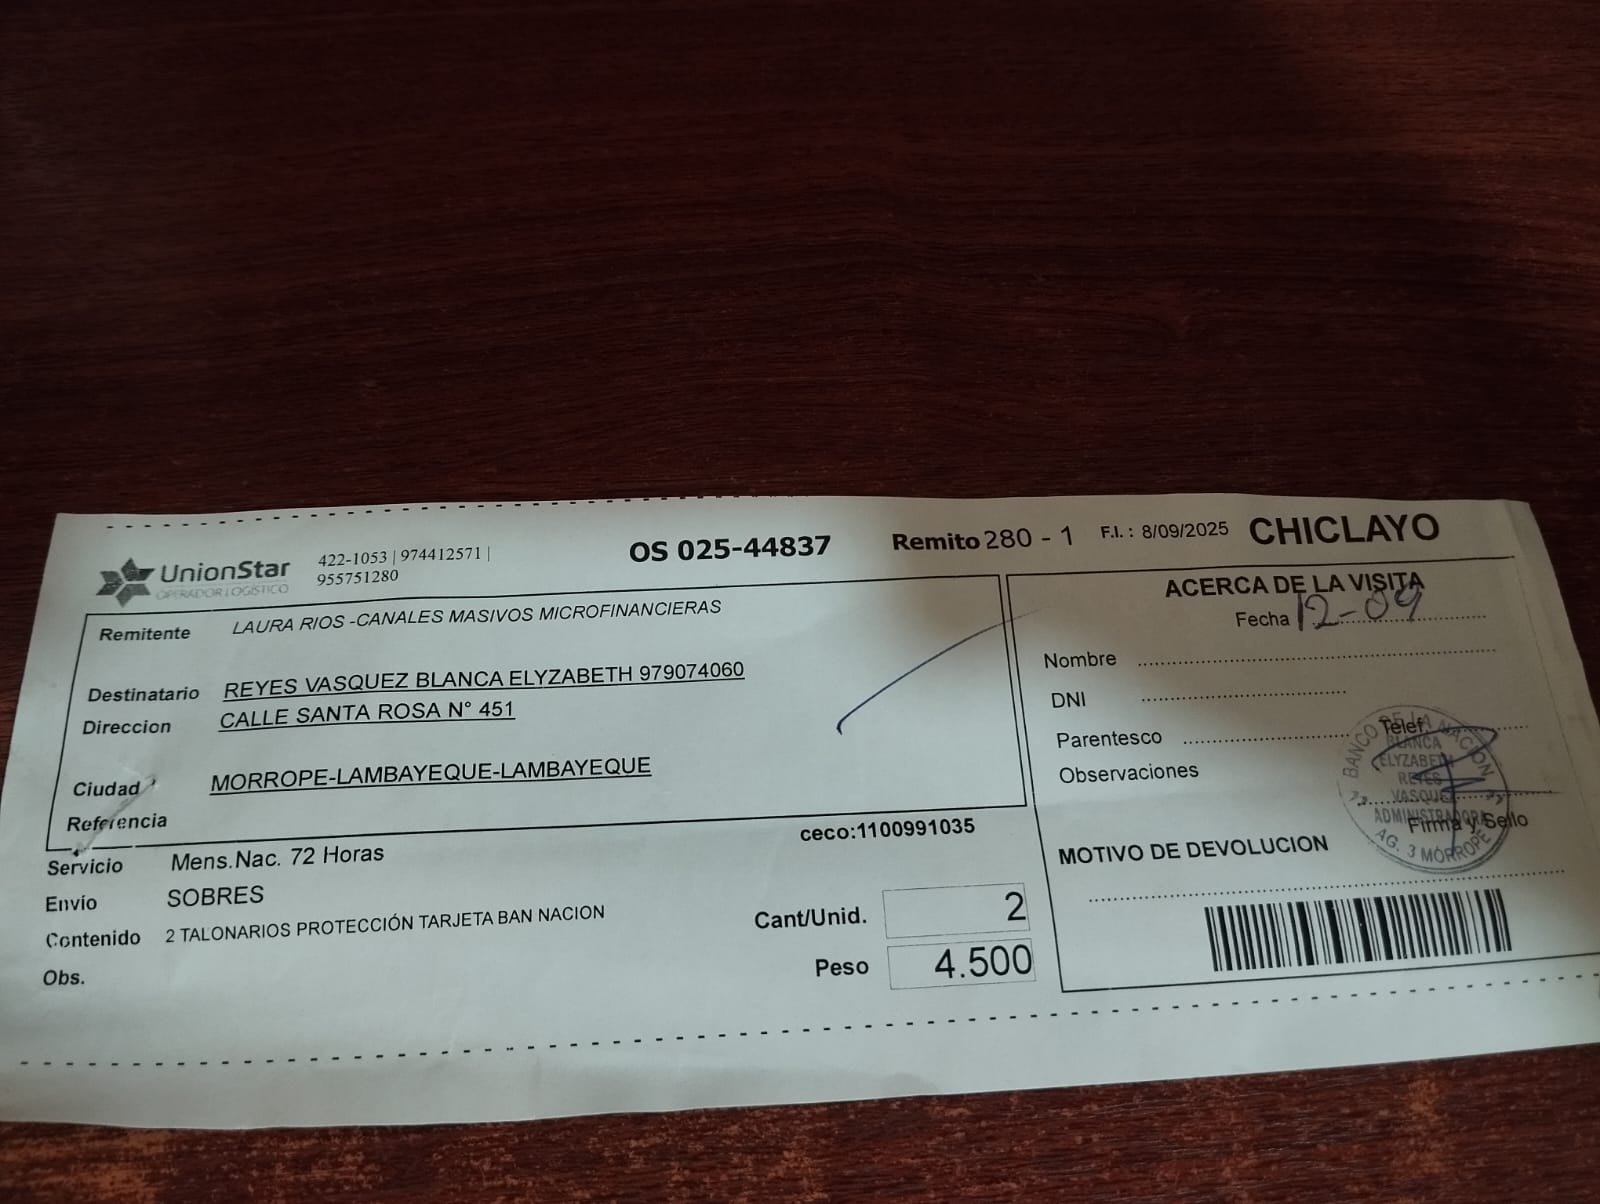 UnionStar
OPERADOR LOGÍSTICO
422-1053 | 974412571 |
955751280
OS 025-44837
Remito 280 - 1 F.I. : 8/09/2025 CHICLAYO
Remitente LAURA RIOS -CANALES MASIVOS MICROFINANCIERAS
Destinatario REYES VASQUEZ BLANCA ELYZABETH 979074060
Direccion CALLE SANTA ROSA N° 451
Ciudad MORROPE-LAMBAYEQUE-LAMBAYEQUE
Referencia
ceco:1100991035
Servicio Mens.Nac. 72 Horas
Envío SOBRES
Contenido 2 TALONARIOS PROTECCIÓN TARJETA BAN NACION
Obs.
Cant/Unid. 2
Peso 4.500
ACERCA DE LA VISITA
Fecha 12-09
Nombre
DNI
Parentesco
Telef.
Observaciones
BANCO DE LA NACION
BLANCA
ELYZABETH
REYES
VASQUEZ
ADMINISTRADORA
AG. 3 MÓRROPE
Firma y Sello
MOTIVO DE DEVOLUCION